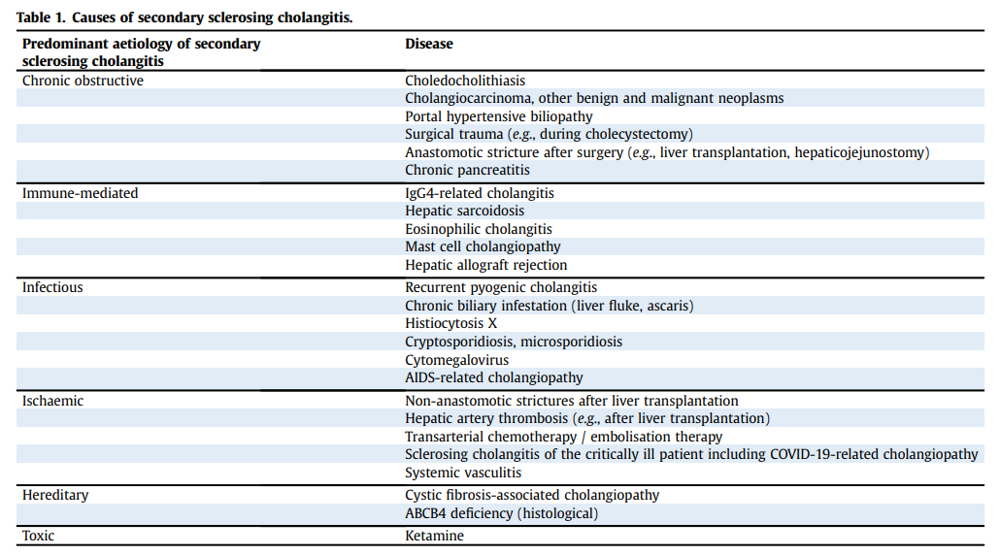 Table 1. Causes of secondary sclerosing cholangitis.
Predominant aetiology of secondary sclerosing cholangitis Disease
Chronic obstructive Choledocholithiasis
Cholangiocarcinoma, other benign and malignant neoplasms
Portal hypertensive biliopathy
Surgical trauma (e.g., during cholecystectomy)
Anastomotic stricture after surgery (e.g., liver transplantation, hepaticojejunostomy)
Chronic pancreatitis
Immune-mediated IgG4-related cholangitis
Hepatic sarcoidosis
Eosinophilic cholangitis
Mast cell cholangiopathy
Hepatic allograft rejection
Infectious Recurrent pyogenic cholangitis
Chronic biliary infestation (liver fluke, ascaris)
Histiocytosis X
Cryptosporidiosis, microsporidiosis
Cytomegalovirus
AIDS-related cholangiopathy
Ischaemic Non-anastomotic strictures after liver transplantation
Hepatic artery thrombosis (e.g., after liver transplantation)
Transarterial chemotherapy / embolisation therapy
Sclerosing cholangitis of the critically ill patient including COVID-19-related cholangiopathy
Systemic vasculitis
Hereditary Cystic fibrosis-associated cholangiopathy
ABCB4 deficiency (histological)
Toxic Ketamine